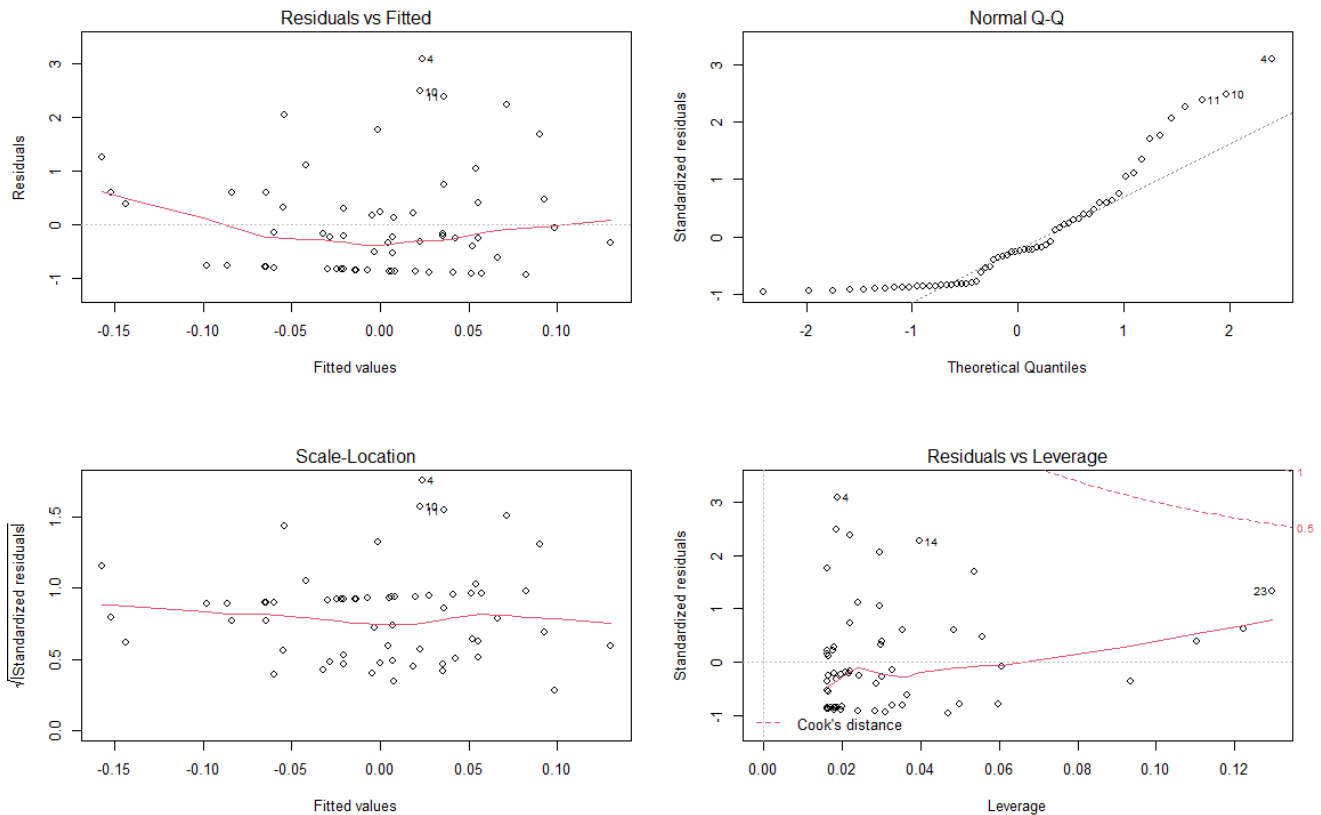 Residuals vs Fitted
Residuals
3
2
1
0
-1
4
10
11
-0.15 -0.10 -0.05 0.00 0.05 0.10
Fitted values
Normal Q-Q
Standardized residuals
3
2
1
0
-1
4
11 10
-2 -1 0 1 2
Theoretical Quantiles
Scale-Location
√|Standardized residuals|
1.5
1.0
0.5
0.0
4
10
11
-0.15 -0.10 -0.05 0.00 0.05 0.10
Fitted values
Residuals vs Leverage
Standardized residuals
3
2
1
0
-1
4
14
23
1
0.5
Cook's distance
0.00 0.02 0.04 0.06 0.08 0.10 0.12
Leverage